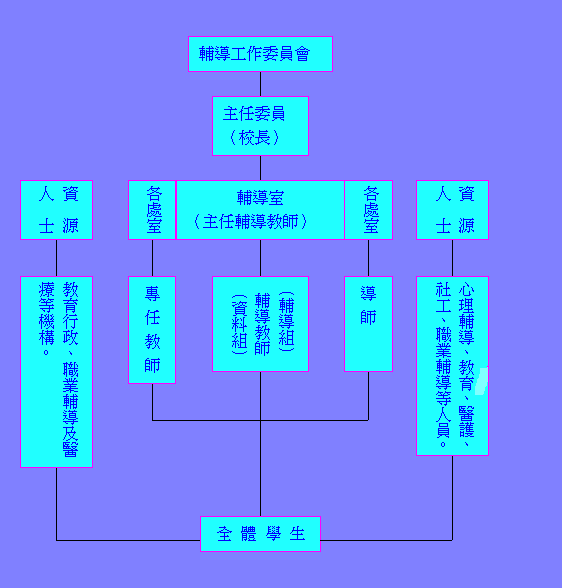 輔導工作委員會
主任委員
（校長）
資源
人士
各處室
輔導室
（主任輔導教師）
各處室
資源
人士
教育行政、職業輔導及醫
療等機構。
專任教師
（輔導組）
輔導教師
（資料組）
導師
心理輔導、教育、醫護、
社工、職業輔導等人員。
全體學生